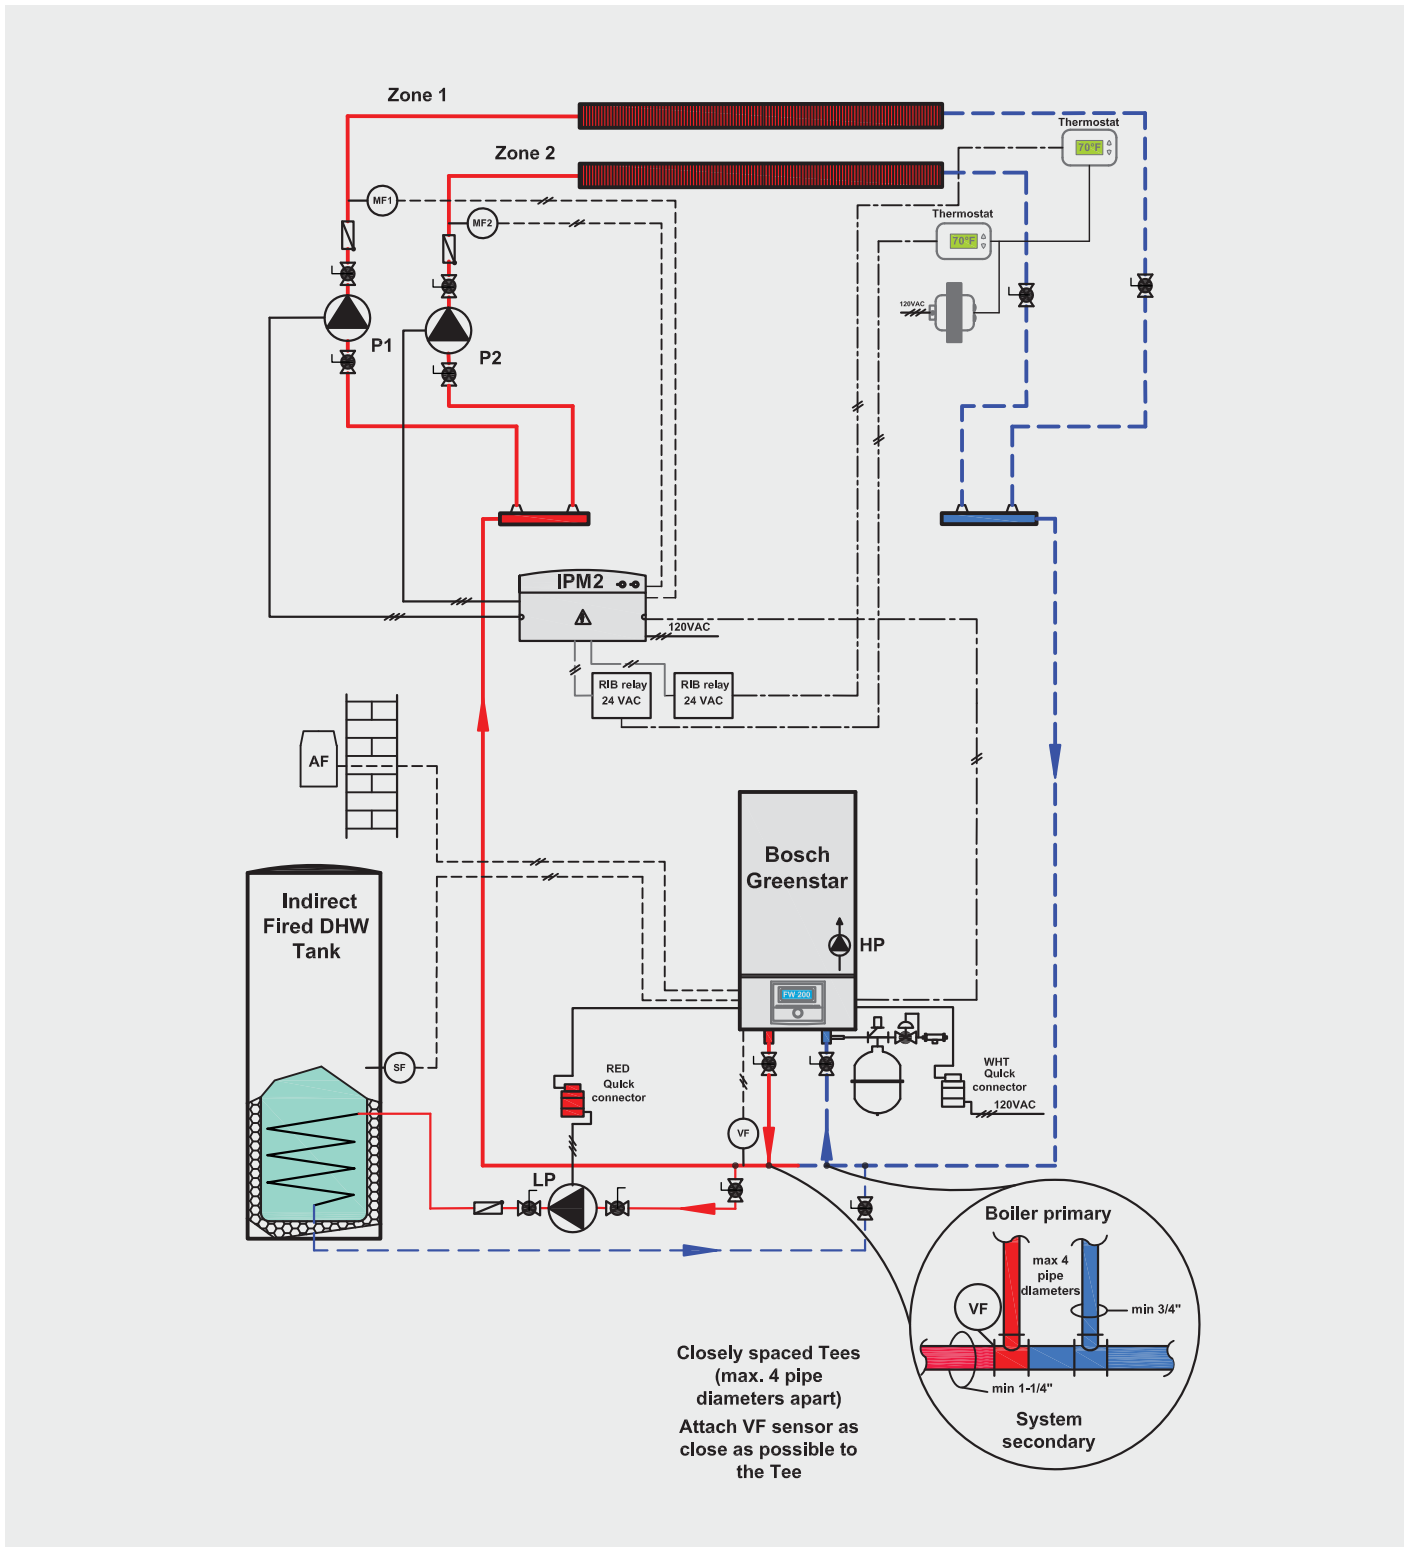 Zone 1
Thermostat
70°F
Zone 2
MF1
MF2
Thermostat
70°F
120VAC
P1
P2
IPM2
120VAC
RIB relay
24 VAC
RIB relay
24 VAC
AF
Bosch
Greenstar
Indirect
Fired DHW
Tank
HP
FW 200
SF
RED
Quick
connector
WHT
Quick
connector
120VAC
VF
LP
Boiler primary
max 4
pipe
diameters
VF
min 3/4"
min 1-1/4"
System
secondary
Closely spaced Tees
(max. 4 pipe
diameters apart)
Attach VF sensor as
close as possible to
the Tee